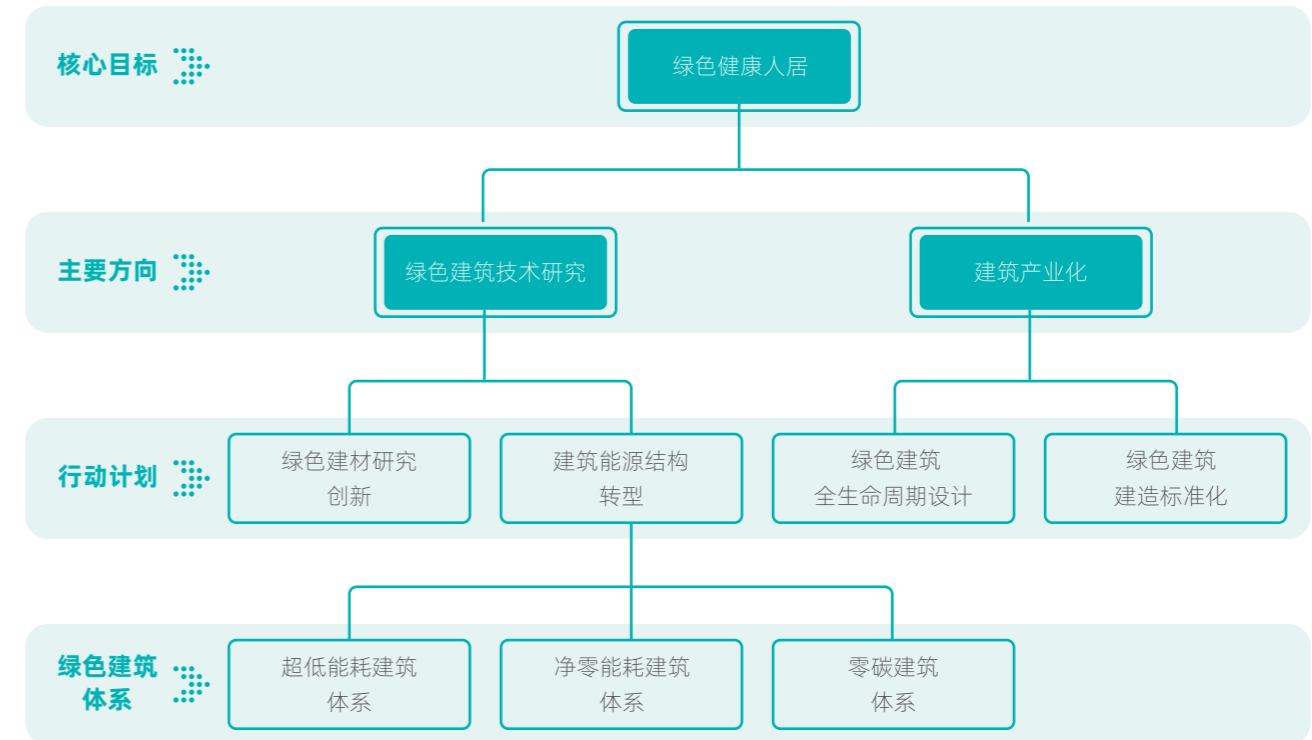 核心目标
绿色健康人居
主要方向
绿色建筑技术研究
建筑产业化
行动计划
绿色建材研究
创新
建筑能源结构
转型
绿色建筑
全生命周期设计
绿色建筑
建造标准化
绿色建筑
体系
超低能耗建筑
体系
净零能耗建筑
体系
零碳建筑
体系